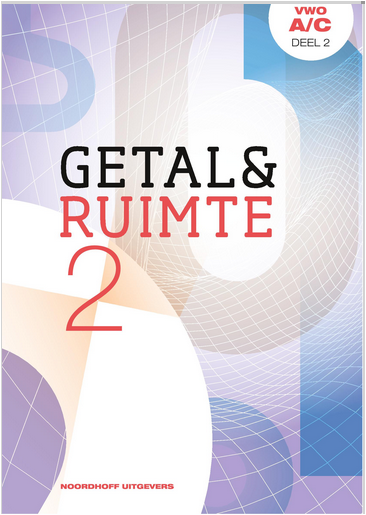 VWO
A/C
DEEL 2
GETAL&
RUIMTE
2
NOORDHOFF UITGEVERS